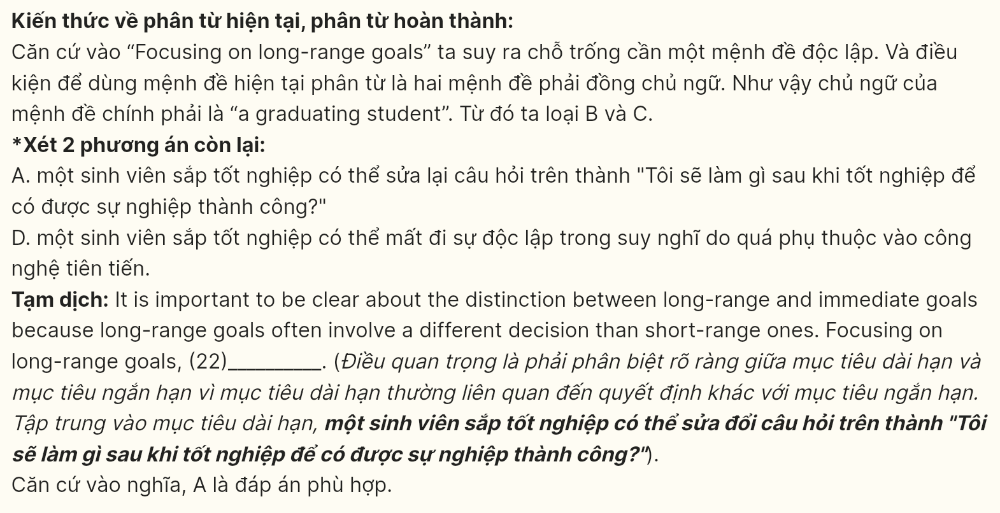 Kiến thức về phân từ hiện tại, phân từ hoàn thành:
Căn cứ vào “Focusing on long-range goals” ta suy ra chỗ trống cần một mệnh đề độc lập. Và điều
kiện để dùng mệnh đề hiện tại phân từ là hai mệnh đề phải đồng chủ ngữ. Như vậy chủ ngữ của
mệnh đề chính phải là “a graduating student”. Từ đó ta loại B và C.
*Xét 2 phương án còn lại:
A. một sinh viên sắp tốt nghiệp có thể sửa lại câu hỏi trên thành "Tôi sẽ làm gì sau khi tốt nghiệp để
có được sự nghiệp thành công?"
D. một sinh viên sắp tốt nghiệp có thể mất đi sự độc lập trong suy nghĩ do quá phụ thuộc vào công
nghệ tiên tiến.
Tạm dịch: It is important to be clear about the distinction between long-range and immediate goals
because long-range goals often involve a different decision than short-range ones. Focusing on
long-range goals, (22)__________. (Điều quan trọng là phải phân biệt rõ ràng giữa mục tiêu dài hạn và
mục tiêu ngắn hạn vì mục tiêu dài hạn thường liên quan đến quyết định khác với mục tiêu ngắn hạn.
Tập trung vào mục tiêu dài hạn, một sinh viên sắp tốt nghiệp có thể sửa đổi câu hỏi trên thành "Tôi
sẽ làm gì sau khi tốt nghiệp để có được sự nghiệp thành công?").
Căn cứ vào nghĩa, A là đáp án phù hợp.